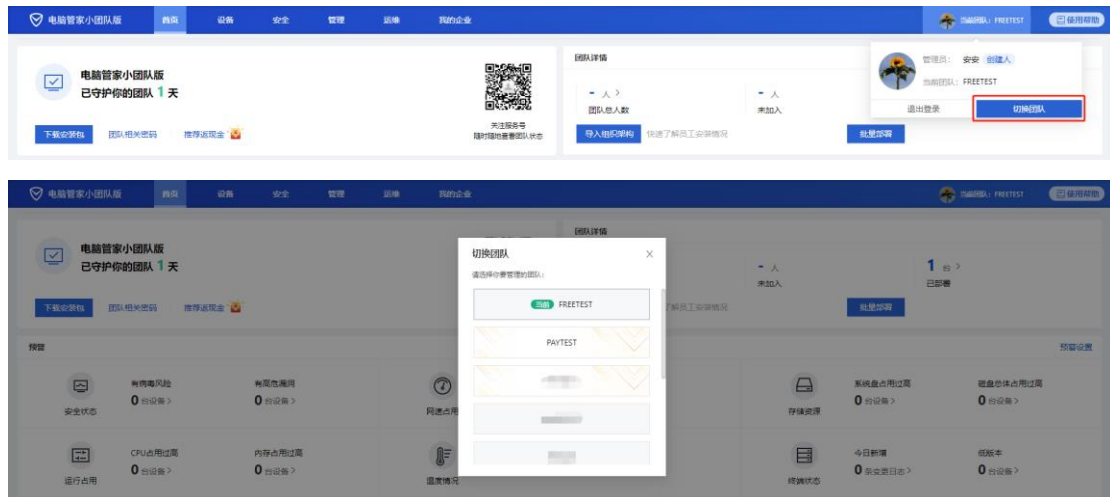 电脑管家小团队版 首页 设备 安全 管理 运维 我的企业 当前团队: FREETEST 使用帮助
电脑管家小团队版
已守护你的团队 1 天
下载安装包 团队相关密码 推荐返现金
关注服务号
随时随地查看团队状态
团队详情
- 人 >
团队总人数
- 人
未加入
导入组织架构 快速了解员工安装情况
批量部署
管理员: 安安 创建人
当前团队: FREETEST
退出登录 切换团队
电脑管家小团队版 首页 设备 安全 管理 运维 我的企业 当前团队: FREETEST 使用帮助
电脑管家小团队版
已守护你的团队 1 天
下载安装包 团队相关密码 推荐返现金
团队详情
- 人
未加入
1 台 >
已部署
了解员工安装情况
批量部署
切换团队
请选择你要管理的团队:
当前 FREETEST
PAYTEST
预警 预警设置
安全状态
有病毒风险
0 台设备 >
有高危漏洞
0 台设备 >
网速占用
存储资源
系统盘占用过高
0 台设备 >
磁盘总体占用过高
0 台设备 >
运行占用
CPU占用过高
0 台设备 >
内存占用过高
0 台设备 >
温度情况
终端状态
今日新增
0 条变更日志 >
低版本
0 台设备 >